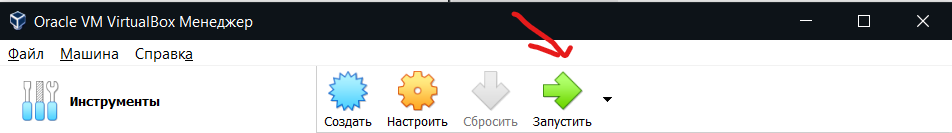 Oracle VM VirtualBox Менеджер
Файл Машина Справка
Инструменты
Создать Настроить Сбросить Запустить